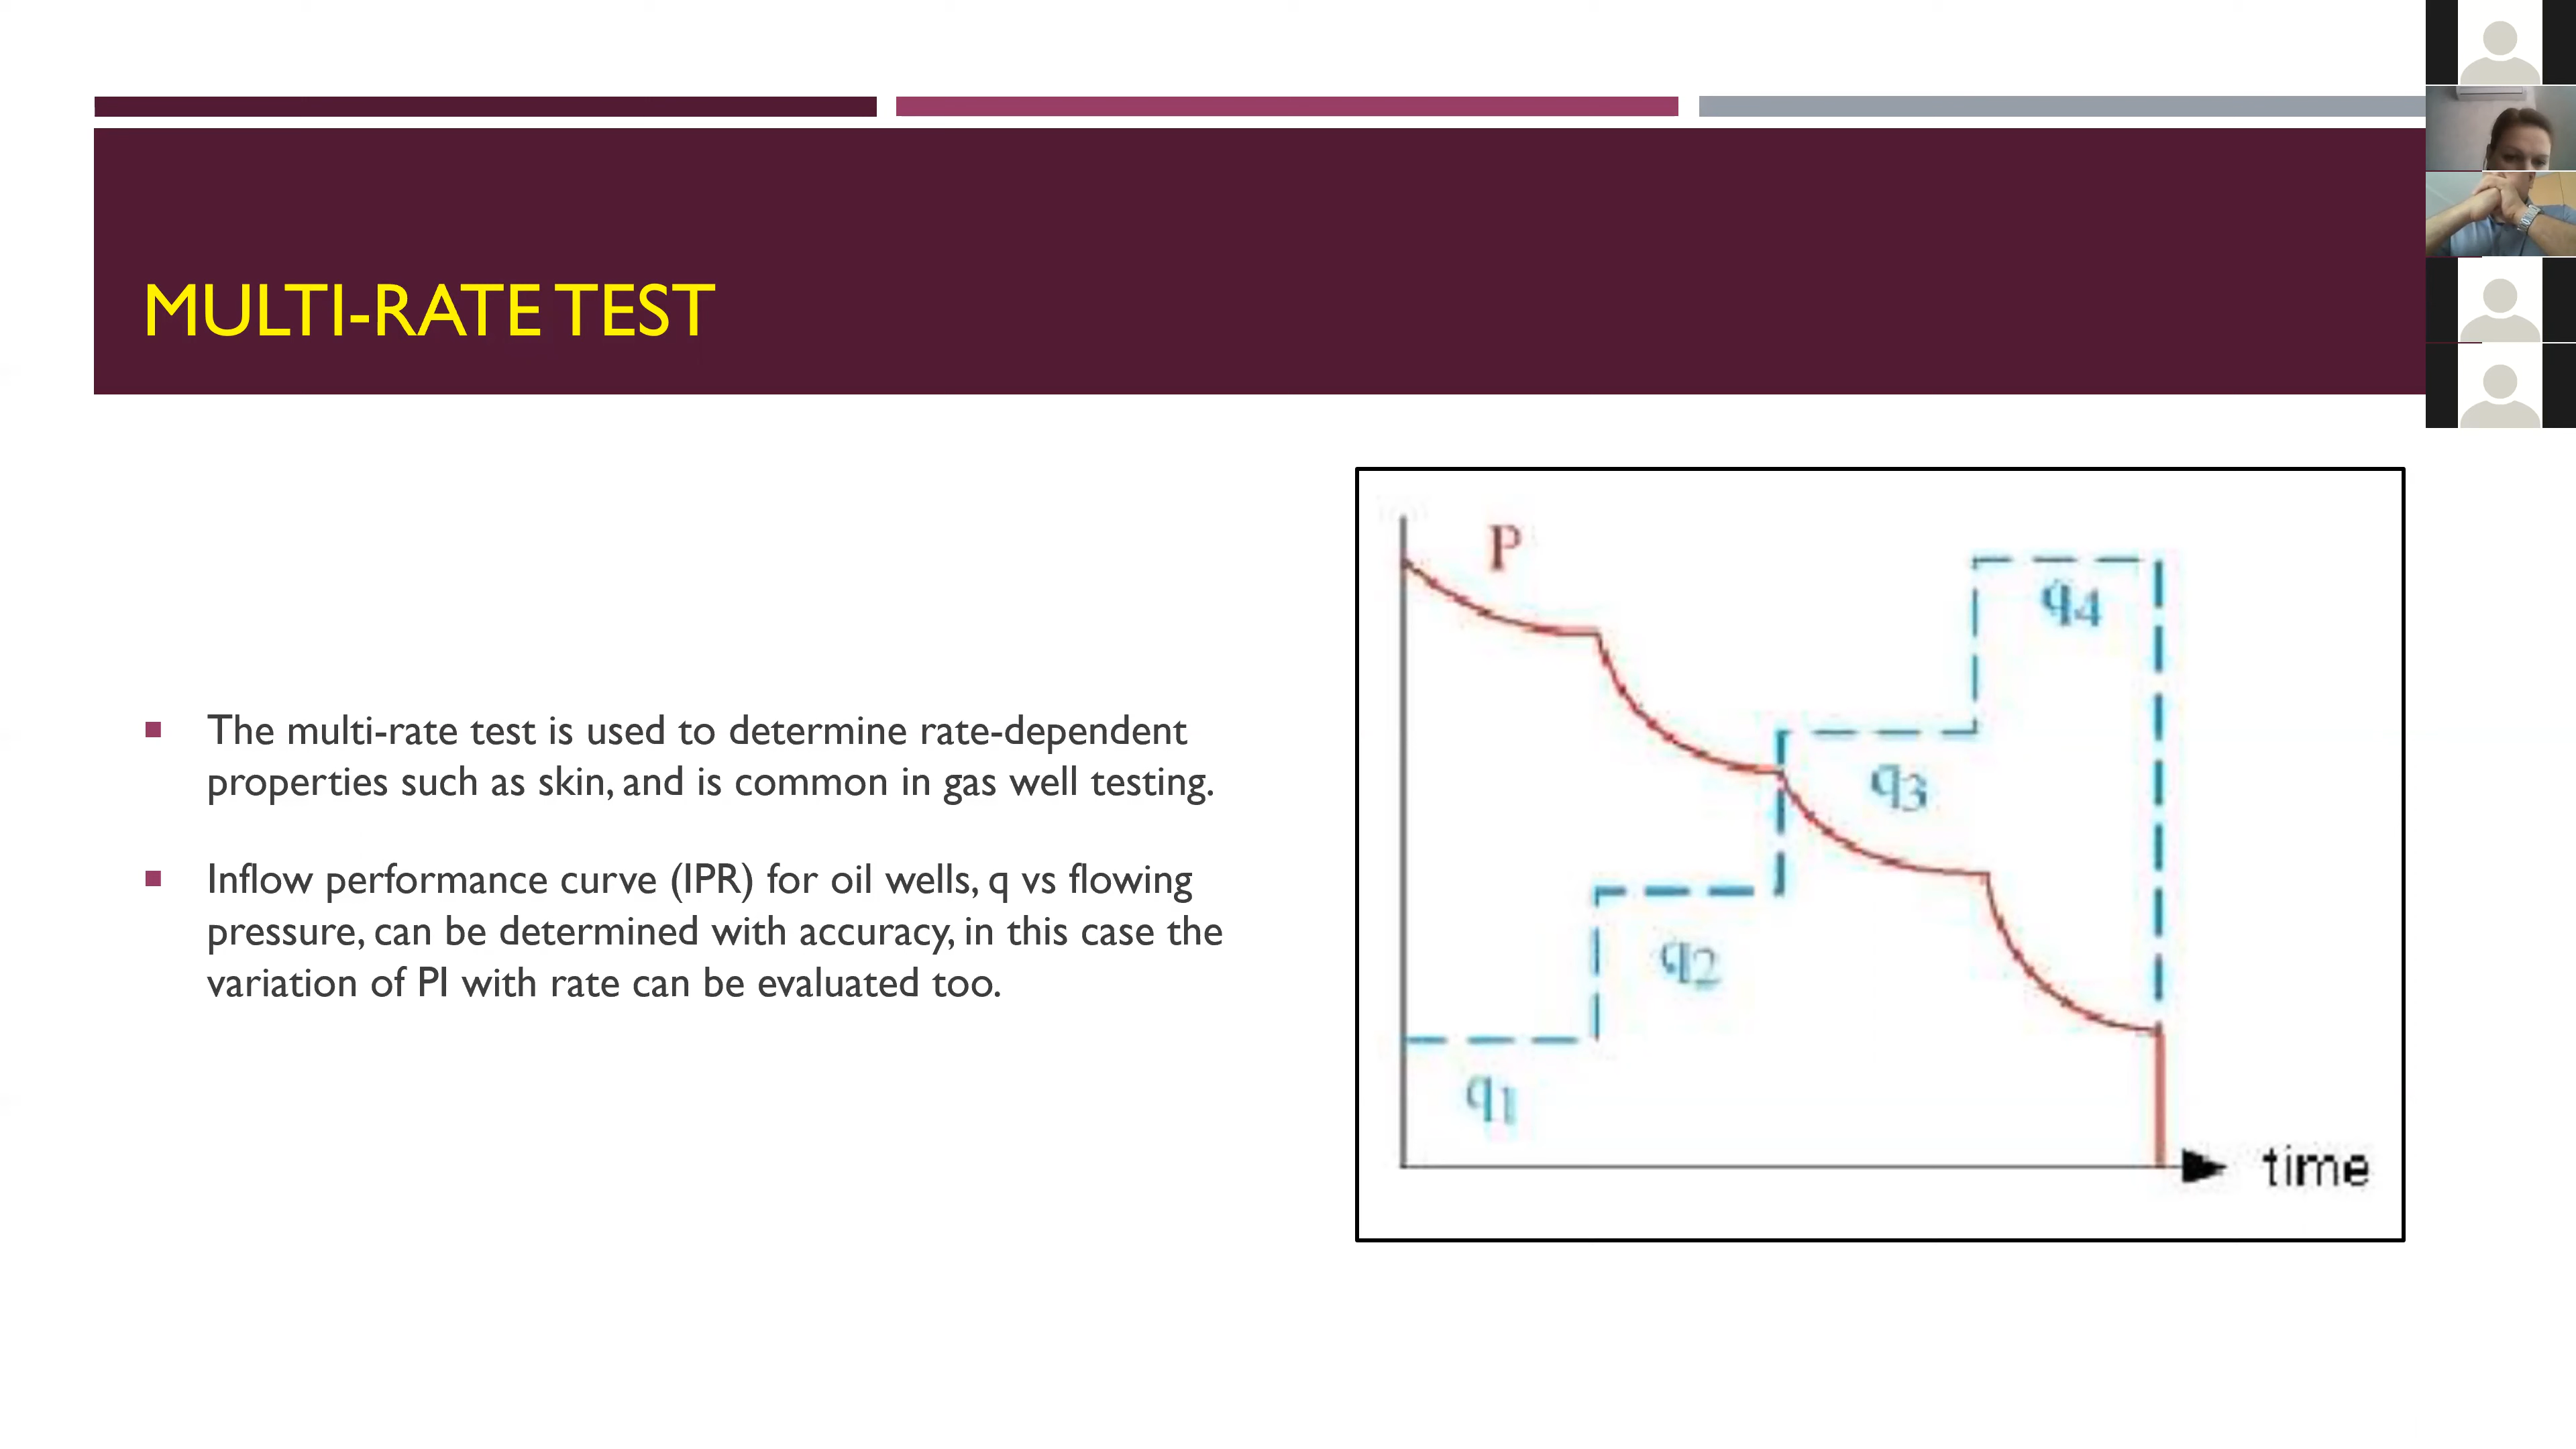 MULTI-RATE TEST
The multi-rate test is used to determine rate-dependent
properties such as skin, and is common in gas well testing.
Inflow performance curve (IPR) for oil wells, q vs flowing
pressure, can be determined with accuracy, in this case the
variation of PI with rate can be evaluated too.
P
q4
q3
q2
q1
time